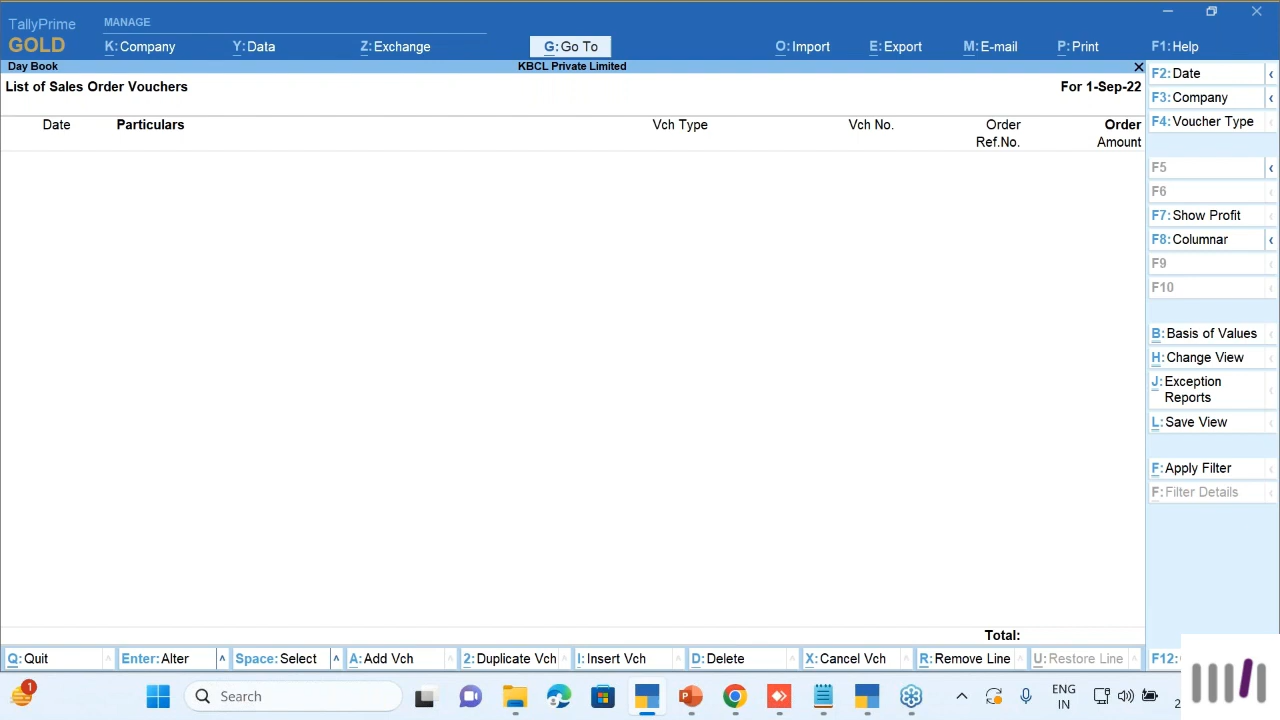 TallyPrime
GOLD
MANAGE
K:Company
Y:Data
Z:Exchange
G:Go To
O:Import
E:Export
M:E-mail
P:Print
F1:Help
Day Book
KBCL Private Limited
List of Sales Order Vouchers
For 1-Sep-22
Date
Particulars
Vch Type
Vch No.
Order
Ref.No.
Order
Amount
F2:Date
F3:Company
F4:Voucher Type
F5
F6
F7:Show Profit
F8:Columnar
F9
F10
B:Basis of Values
H:Change View
J:Exception
Reports
L:Save View
F:Apply Filter
F:Filter Details
Total:
Q:Quit
Enter:Alter
Space:Select
A:Add Vch
2:Duplicate Vch
I:Insert Vch
D:Delete
X:Cancel Vch
R:Remove Line
U:Restore Line
F12:
1
Search
ENG
IN